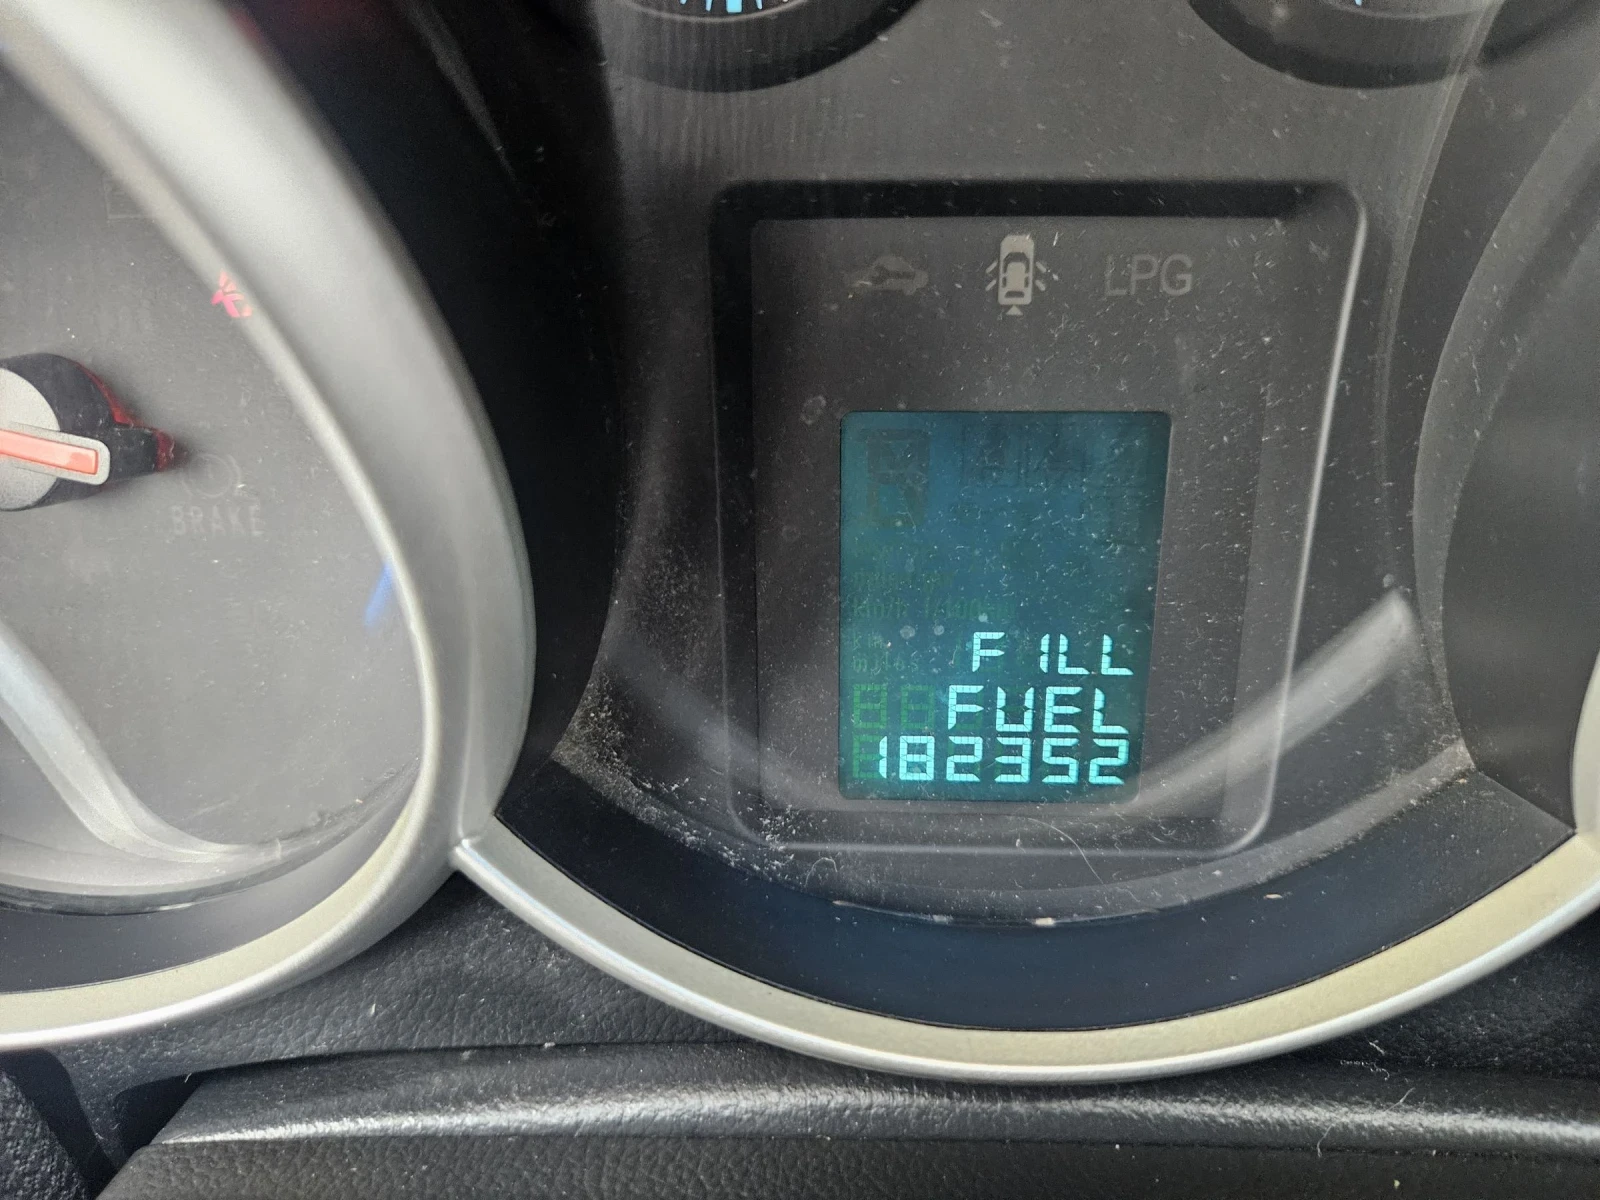 LPG
BRAKE
FILL
FUEL
182352